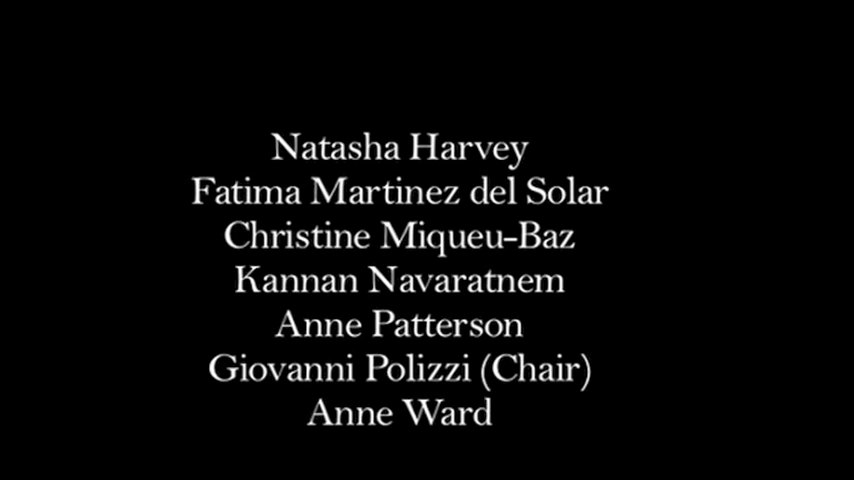 Natasha Harvey
Fatima Martinez del Solar
Christine Miqueu-Baz
Kannan Navaratnem
Anne Patterson
Giovanni Polizzi (Chair)
Anne Ward